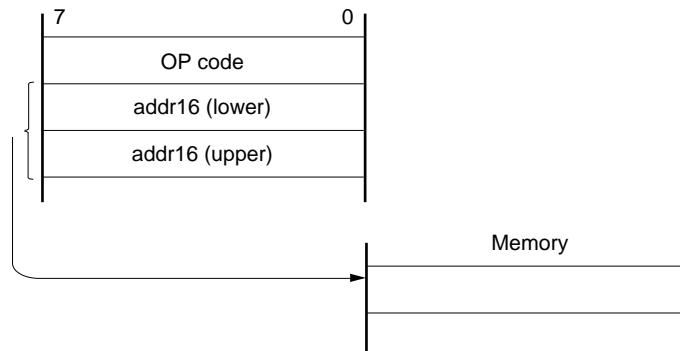 7 0
OP code
addr16 (lower)
addr16 (upper)
Memory